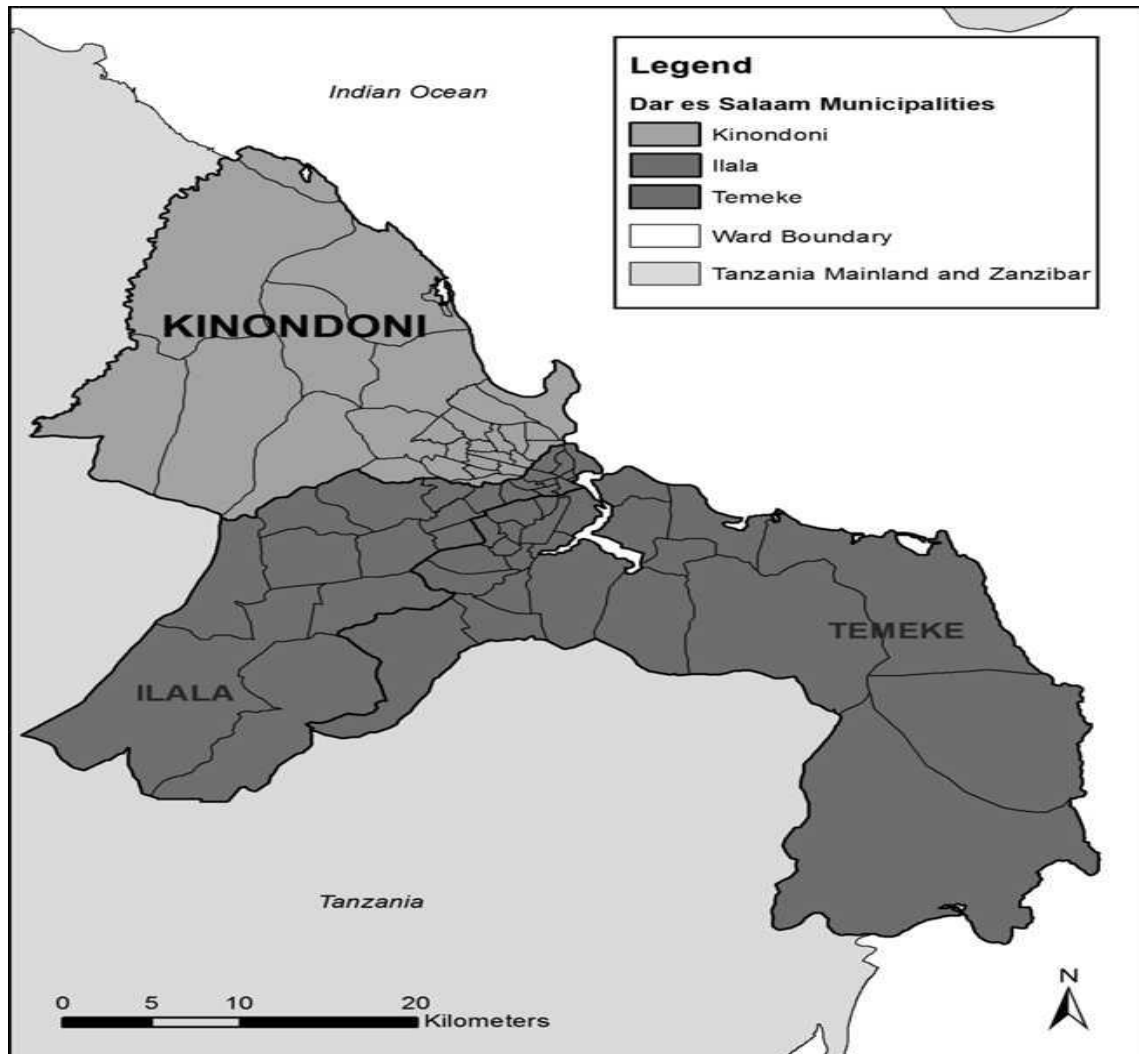 Indian Ocean
Legend
Dar es Salaam Municipalities
Kinondoni
Ilala
Temeke
Ward Boundary
Tanzania Mainland and Zanzibar
KINONDONI
TEMEKE
ILALA
Tanzania
N
0 5 10 20
Kilometers